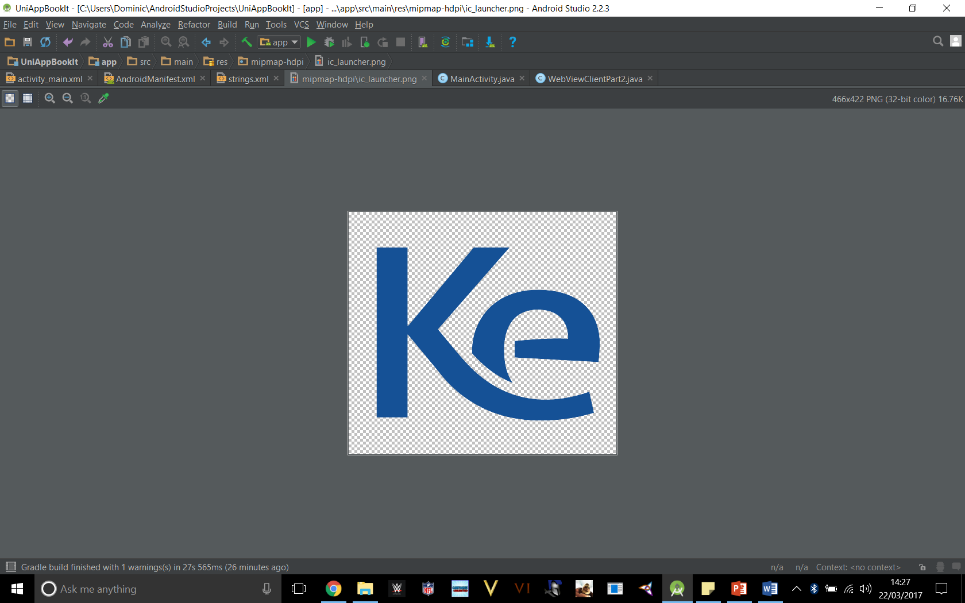 UniAppBookIt - [C:\Users\Dominic\AndroidStudioProjects\UniAppBookIt] - [app] - ...\app\src\main\res\mipmap-hdpi\ic_launcher.png - Android Studio 2.2.3
File Edit View Navigate Code Analyze Refactor Build Run Tools VCS Window Help
app
UniAppBookit app src main res mipmap-hdpi ic_launcher.png
activity_main.xml AndroidManifest.xml strings.xml mipmap-hdpi\ic_launcher.png MainActivity.java WebViewClientPart2.java
466x422 PNG (32-bit color) 16.76K
Ke
Gradle build finished with 1 warnings(s) in 27s 565ms (26 minutes ago) n/a n/a Context: <no context>
Ask me anything
14:27
22/03/2017